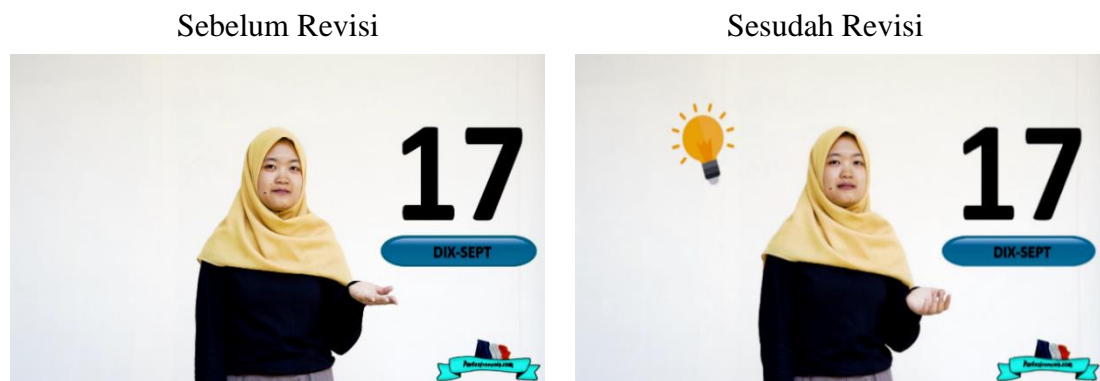 Sebelum Revisi
Sesudah Revisi
17
DIX-SEPT
17
DIX-SEPT